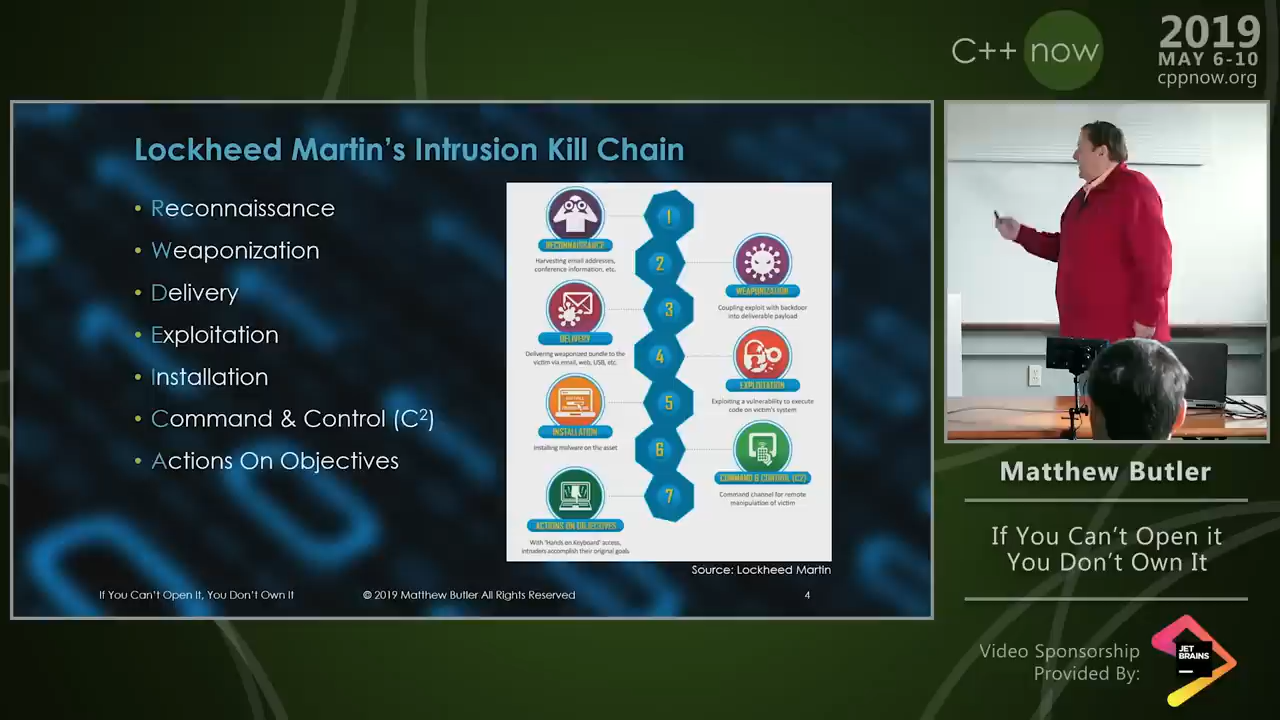 C++ now
2019
MAY 6-10
cppnow.org
Lockheed Martin's Intrusion Kill Chain
• Reconnaissance
• Weaponization
• Delivery
• Exploitation
• Installation
• Command & Control (C²)
• Actions On Objectives
1
RECONNAISSANCE
Harvesting email addresses,
conference information, etc.
2
WEAPONIZATION
Coupling exploit with backdoor
into deliverable payload
3
DELIVERY
Delivering weaponized bundle to the
victim via email, web, USB, etc.
4
EXPLOITATION
Exploiting a vulnerability to execute
code on victim's system
5
INSTALLATION
Installing malware on the asset
6
COMMAND & CONTROL (C2)
Command channel for remote
manipulation of victim
7
ACTIONS ON OBJECTIVES
With "Hands on Keyboard" access,
intruders accomplish their original goals
Source: Lockheed Martin
If You Can't Open It, You Don't Own It
© 2019 Matthew Butler All Rights Reserved
4
Matthew Butler
If You Can't Open it
You Don't Own It
Video Sponsorship
Provided By:
JET
BRAINS